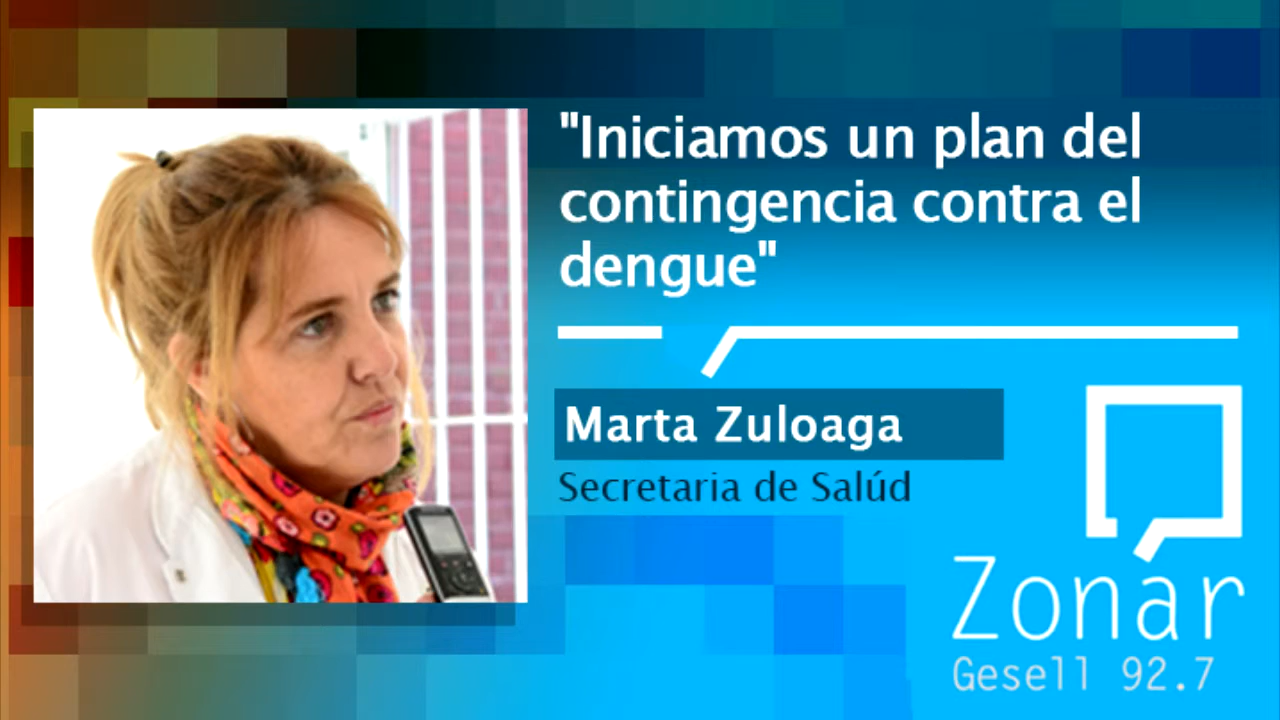 "Iniciamos un plan del
contingencia contra el
dengue"
Marta Zuloaga
Secretaria de Salúd
Zonar
Gesell 92.7